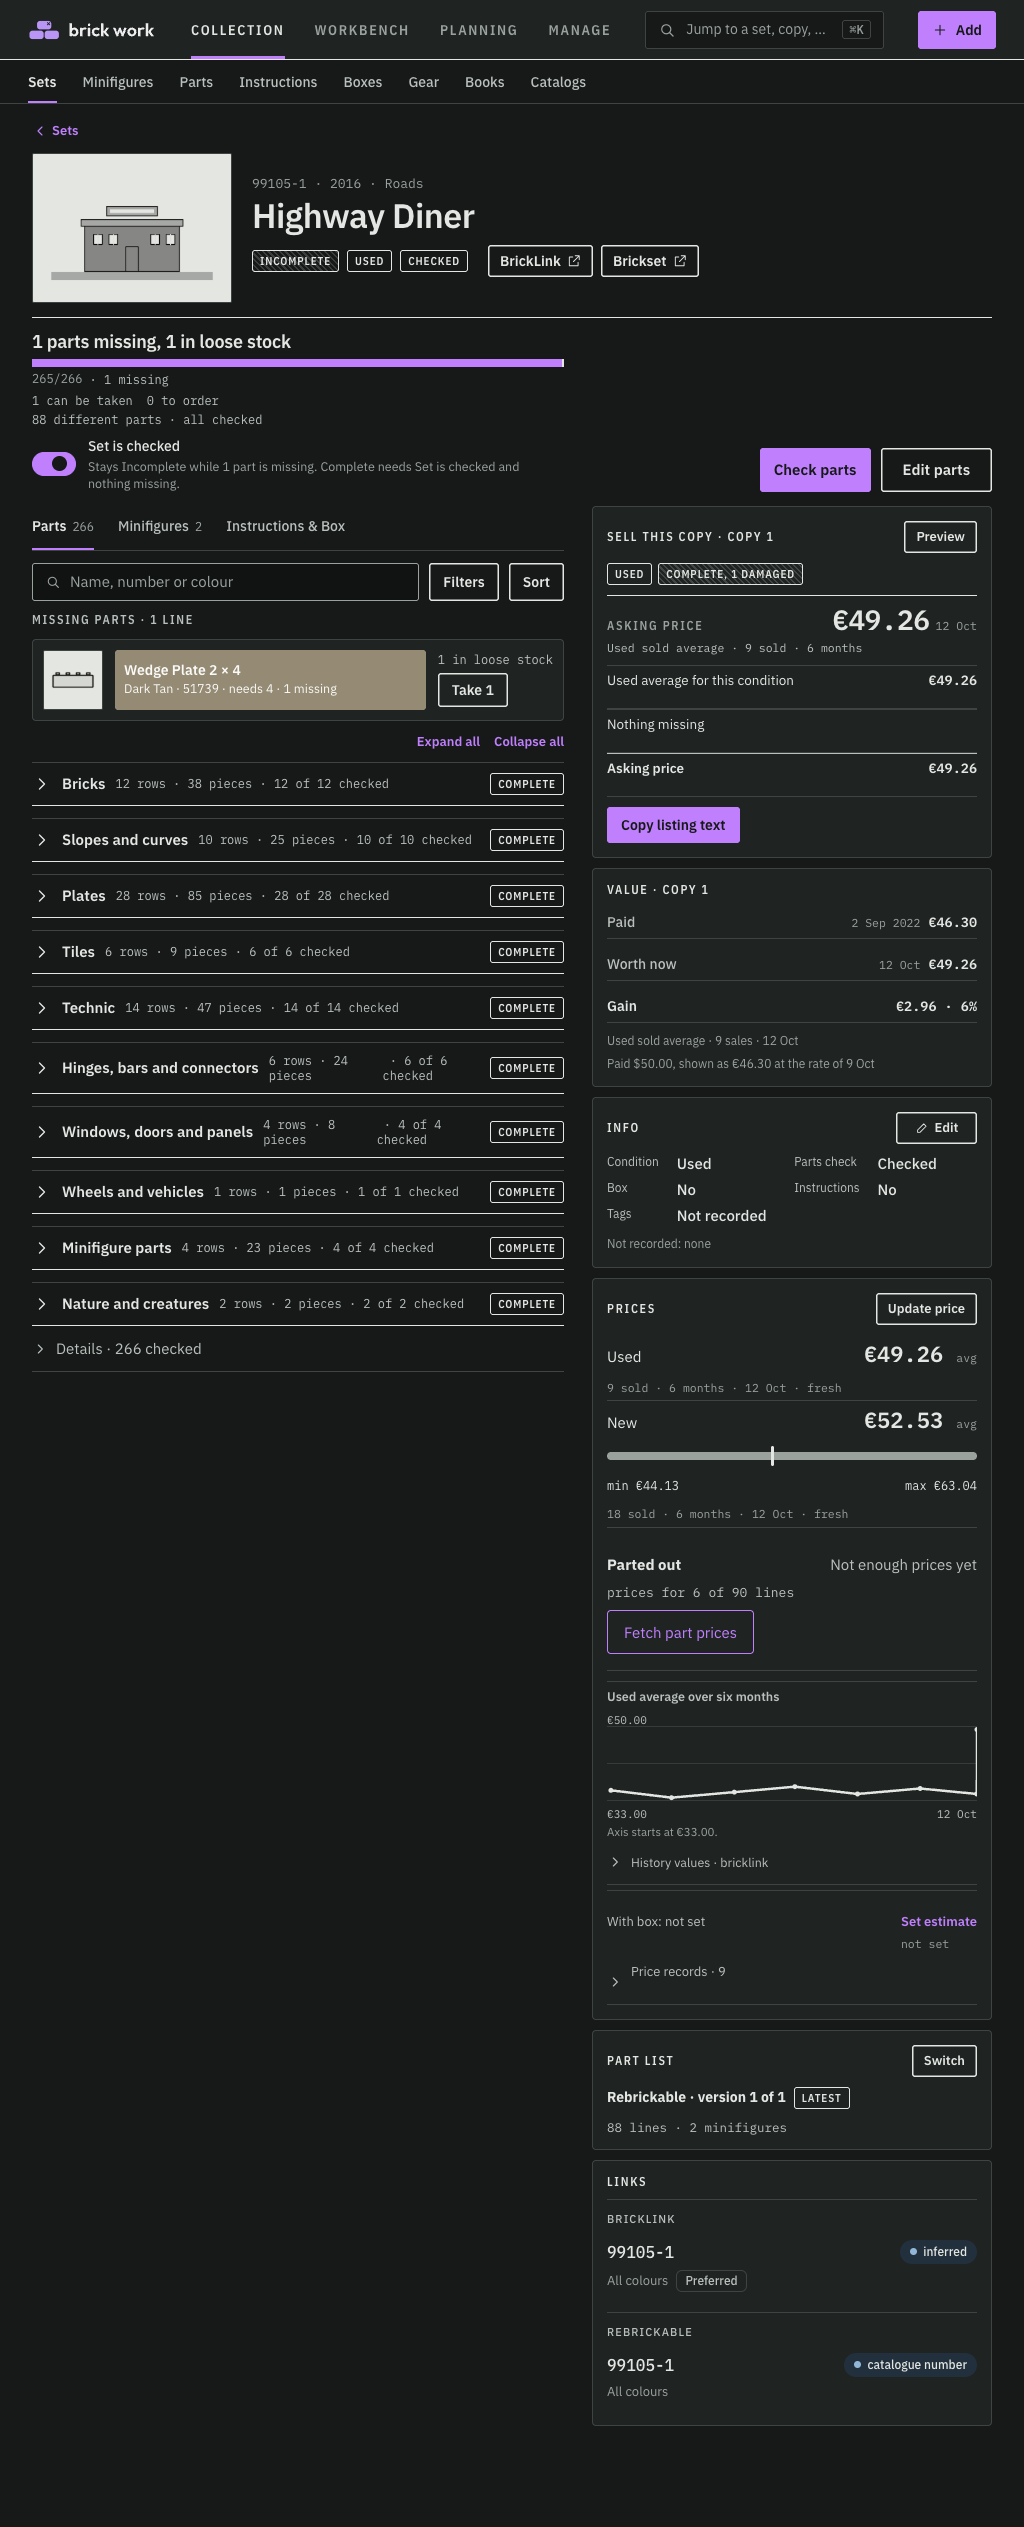 brick work
COLLECTION
WORKBENCH
PLANNING
MANAGE
Jump to a set, copy, ...
⌘K
+ Add
Sets
Minifigures
Parts
Instructions
Boxes
Gear
Books
Catalogs
Sets
99105-1 · 2016 · Roads
Highway Diner
INCOMPLETE
USED
CHECKED
BrickLink
Brickset
1 parts missing, 1 in loose stock
265/266 · 1 missing
1 can be taken 0 to order
88 different parts · all checked
Set is checked
Stays Incomplete while 1 part is missing. Complete needs Set is checked and
nothing missing.
Check parts
Edit parts
Parts 266
Minifigures 2
Instructions & Box
Name, number or colour
Filters
Sort
MISSING PARTS · 1 LINE
Wedge Plate 2 × 4
Dark Tan · 51739 · needs 4 · 1 missing
1 in loose stock
Take 1
Expand all
Collapse all
Bricks 12 rows · 38 pieces · 12 of 12 checked COMPLETE
Slopes and curves 10 rows · 25 pieces · 10 of 10 checked COMPLETE
Plates 28 rows · 85 pieces · 28 of 28 checked COMPLETE
Tiles 6 rows · 9 pieces · 6 of 6 checked COMPLETE
Technic 14 rows · 47 pieces · 14 of 14 checked COMPLETE
Hinges, bars and connectors 6 rows · 24 pieces · 6 of 6 checked COMPLETE
Windows, doors and panels 4 rows · 8 pieces · 4 of 4 checked COMPLETE
Wheels and vehicles 1 rows · 1 pieces · 1 of 1 checked COMPLETE
Minifigure parts 4 rows · 23 pieces · 4 of 4 checked COMPLETE
Nature and creatures 2 rows · 2 pieces · 2 of 2 checked COMPLETE
Details · 266 checked
SELL THIS COPY · COPY 1
Preview
USED
COMPLETE, 1 DAMAGED
ASKING PRICE €49.26 12 Oct
Used sold average · 9 sold · 6 months
Used average for this condition €49.26
Nothing missing
Asking price €49.26
Copy listing text
VALUE · COPY 1
Paid 2 Sep 2022 €46.30
Worth now 12 Oct €49.26
Gain €2.96 · 6%
Used sold average · 9 sales · 12 Oct
Paid $50.00, shown as €46.30 at the rate of 9 Oct
INFO
Edit
Condition Used Parts check Checked
Box No Instructions No
Tags Not recorded
Not recorded: none
PRICES
Update price
Used €49.26 avg
9 sold · 6 months · 12 Oct · fresh
New €52.53 avg
min €44.13 max €63.04
18 sold · 6 months · 12 Oct · fresh
Parted out Not enough prices yet
prices for 6 of 90 lines
Fetch part prices
Used average over six months
€50.00
€33.00 12 Oct
Axis starts at €33.00.
History values · bricklink
With box: not set Set estimate
not set
Price records · 9
PART LIST
Switch
Rebrickable · version 1 of 1 LATEST
88 lines · 2 minifigures
LINKS
BRICKLINK
99105-1 inferred
All colours Preferred
REBRICKABLE
99105-1 catalogue number
All colours